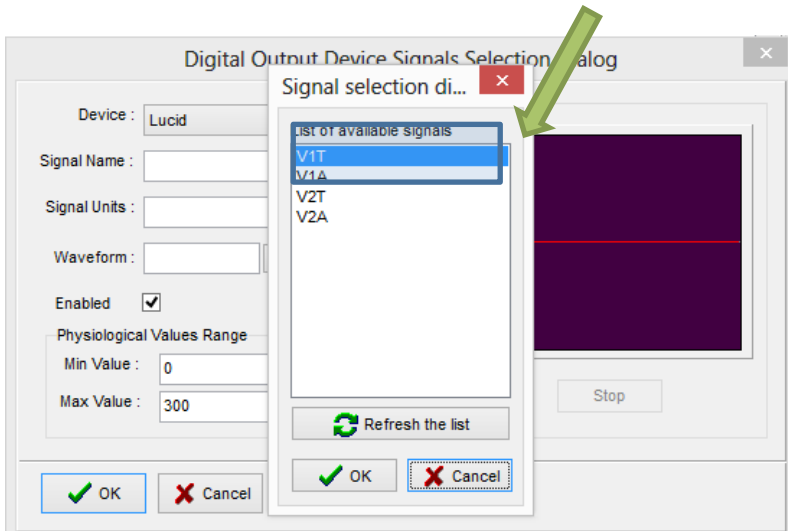 Digital Output Device Signals Selection Dialog
Signal selection di...
Device : Lucid
List of available signals
Signal Name :
V1T
V1A
Signal Units :
V2T
V2A
Waveform :
Enabled
Physiological Values Range
Min Value : 0
Max Value : 300
Stop
Refresh the list
OK
Cancel
OK
Cancel